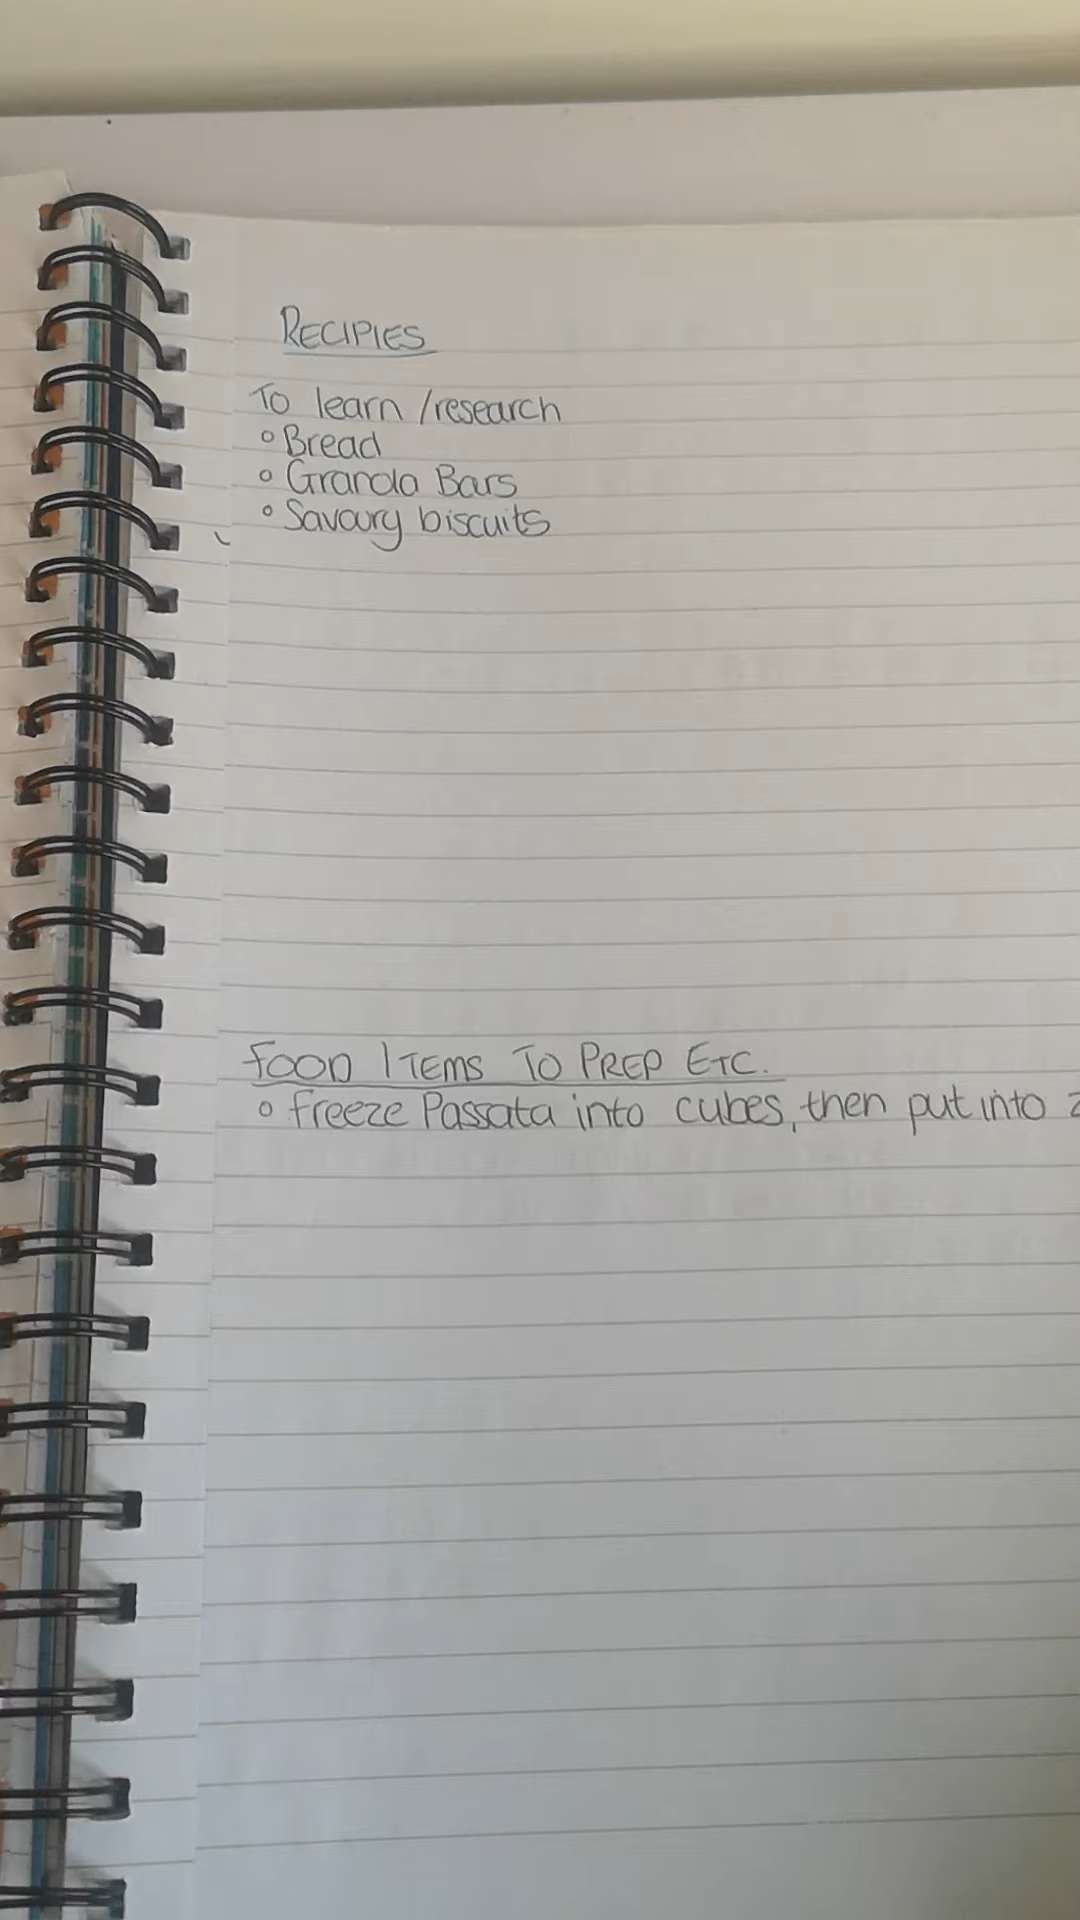 RECIPIES
To learn /research
° Bread
° Granola Bars
° Savoury biscuits
FOOD ITEMS TO PREP ETC.
° freeze Passata into cubes, then put into